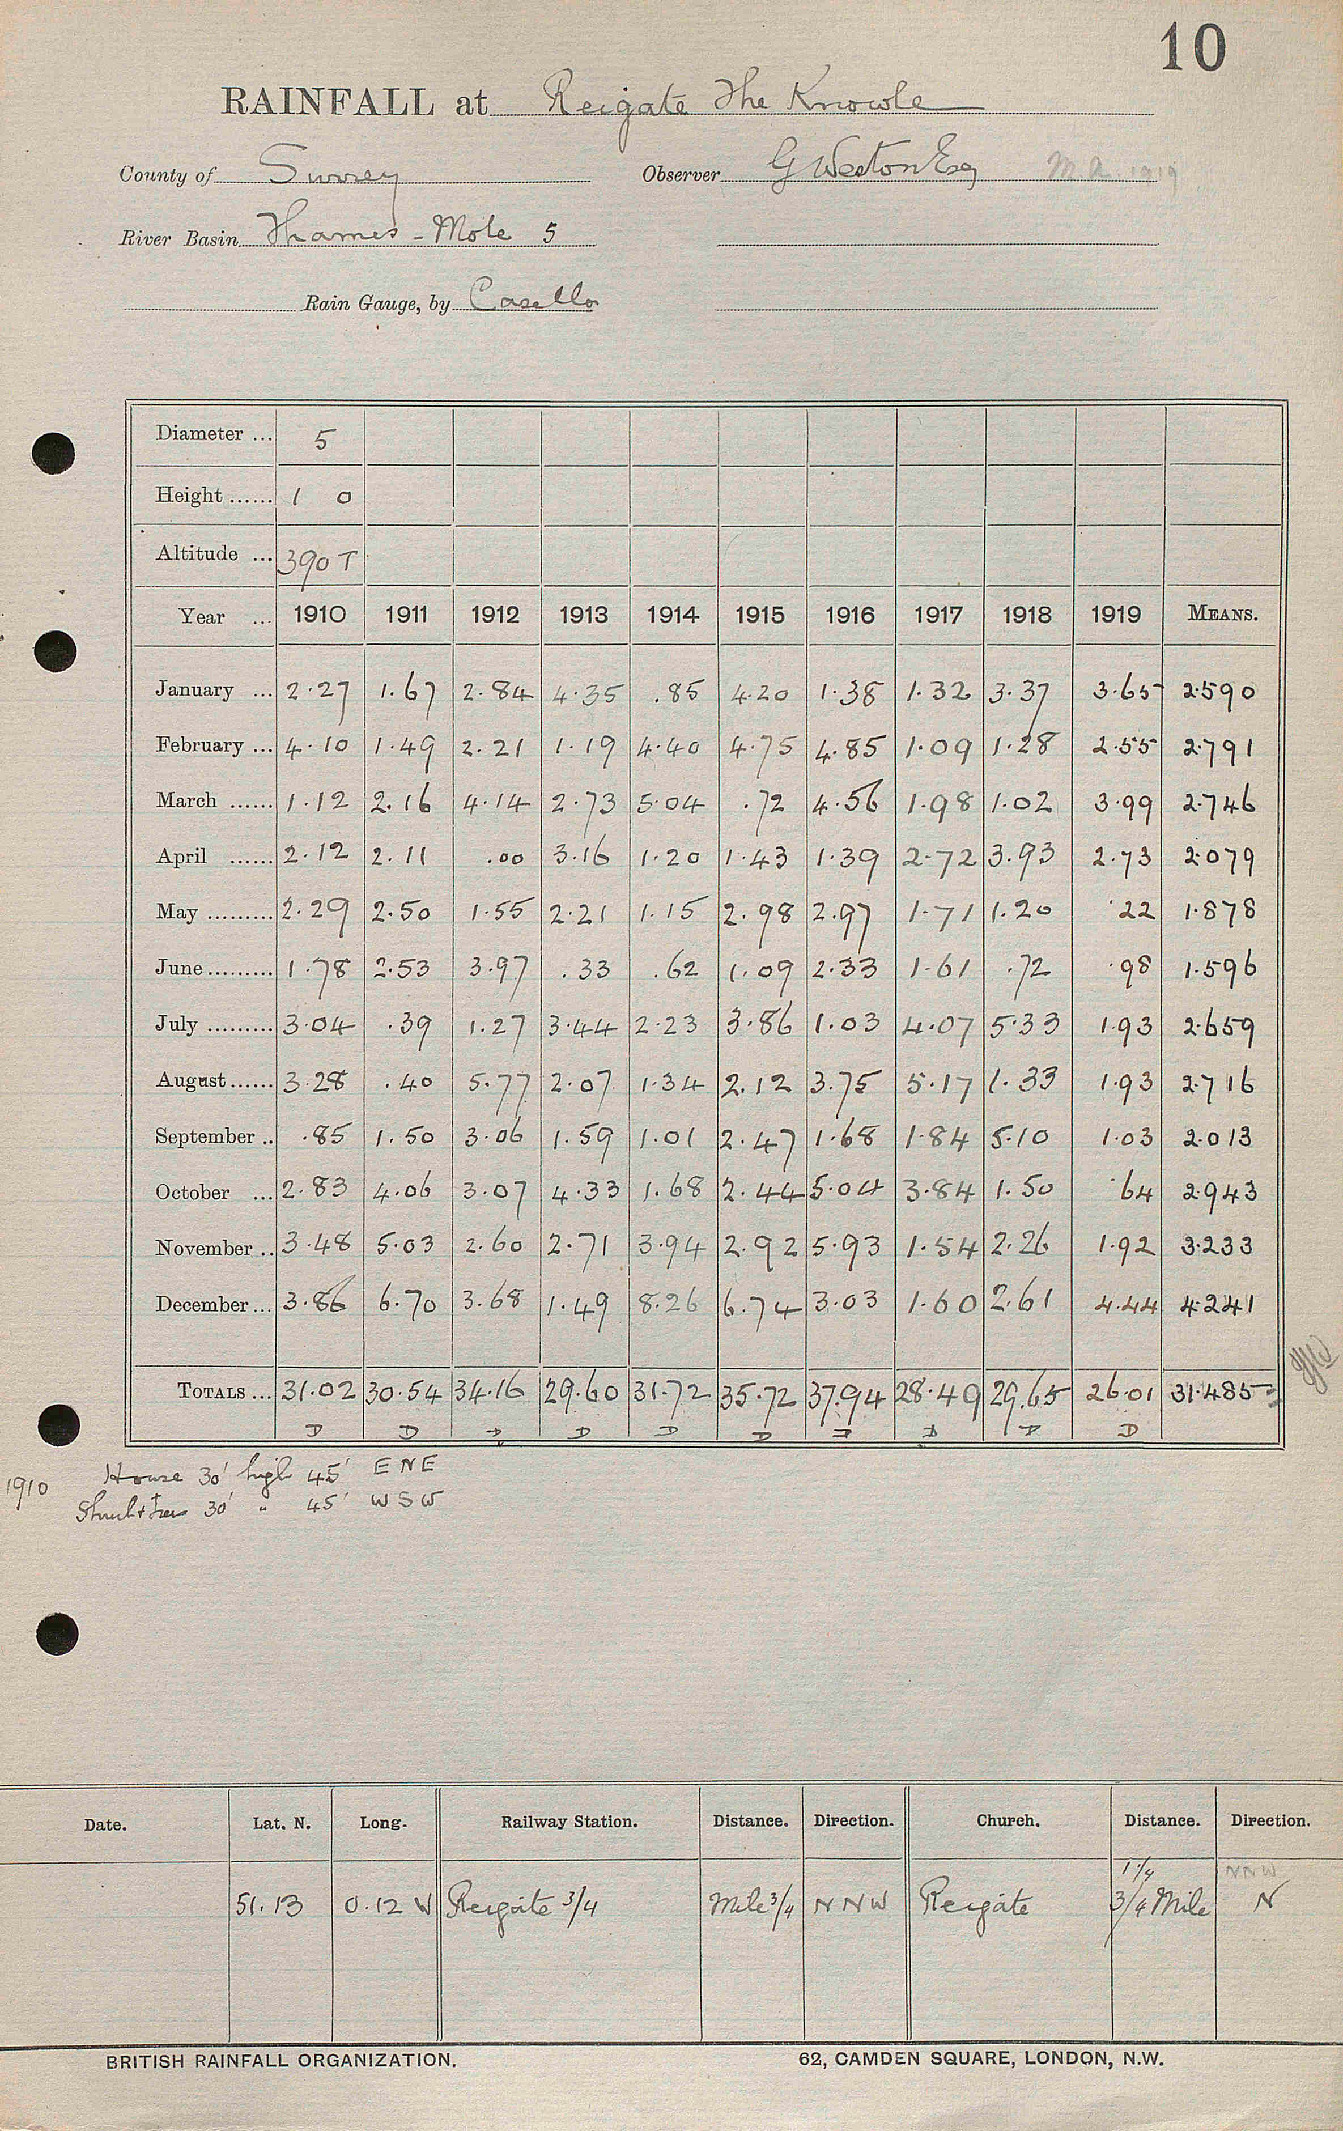 10
RAINFALL at Reigate The Knowle
County of Surrey Observer G Weston Esq M.A. 1919
River Basin Thames - Mole 5
Rain Gauge, by Casella
Diameter ... 5
Height ...... 1 0
Altitude ... 390 T
Year ... 1910 1911 1912 1913 1914 1915 1916 1917 1918 1919 MEANS.
January ... 2.27 1.67 2.84 4.35 .85 4.20 1.38 1.32 3.37 3.65 2.590
February ... 4.10 1.49 2.21 1.19 4.40 4.75 4.85 1.09 1.28 2.55 2.791
March ...... 1.12 2.16 4.14 2.73 5.04 .72 4.56 1.98 1.02 3.99 2.746
April ...... 2.12 2.11 .00 3.16 1.20 1.43 1.39 2.72 3.93 2.73 2.079
May ......... 2.29 2.50 1.55 2.21 1.15 2.98 2.97 1.71 1.20 .22 1.878
June ......... 1.78 2.53 3.97 .33 .62 1.09 2.33 1.61 .72 .98 1.596
July ......... 3.04 .39 1.27 3.44 2.23 3.86 1.03 4.07 5.33 1.93 2.659
August ...... 3.28 .40 5.77 2.07 1.34 2.12 3.75 5.17 1.33 1.93 2.716
September .. .85 1.50 3.06 1.59 1.01 2.47 1.68 1.84 5.10 1.03 2.013
October ... 2.83 4.06 3.07 4.33 1.68 2.44 5.04 3.84 1.50 .64 2.943
November .. 3.48 5.03 2.60 2.71 3.94 2.92 5.93 1.54 2.26 1.92 3.233
December ... 3.86 6.70 3.68 1.49 8.26 6.74 3.03 1.60 2.61 4.44 4.241
TOTALS ... 31.02 30.54 34.16 29.60 31.72 35.72 37.94 28.49 29.65 26.01 31.485
D D D D D D D D D D
1910 House 30' high 45' ENE
Shrub & trees 30' " 45' WSW
Date. Lat. N. Long. Railway Station. Distance. Direction. Church. Distance. Direction.
1 1/4 NNW
51.13 0.12 W Reigate 3/4 Mile 3/4 NNW Reigate 3/4 Mile N
BRITISH RAINFALL ORGANIZATION. 62, CAMDEN SQUARE, LONDON, N.W.